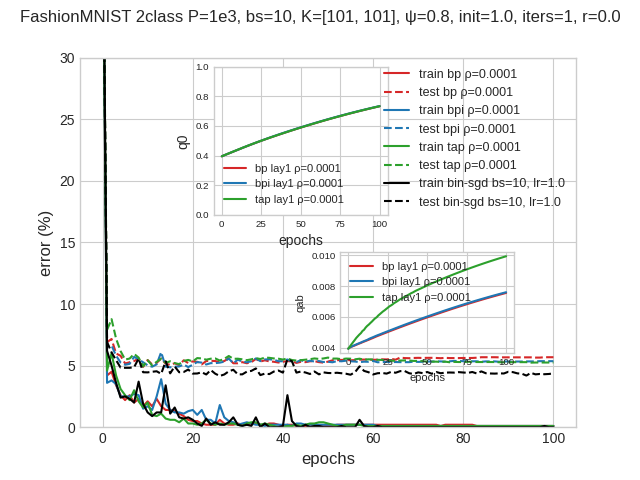 FashionMNIST 2class P=1e3, bs=10, K=[101, 101], ψ=0.8, init=1.0, iters=1, r=0.0
error (%)
30
25
20
15
10
5
0
0
20
40
60
80
100
epochs
train bp ρ=0.0001
test bp ρ=0.0001
train bpi ρ=0.0001
test bpi ρ=0.0001
train tap ρ=0.0001
test tap ρ=0.0001
train bin-sgd bs=10, lr=1.0
test bin-sgd bs=10, lr=1.0
q0
1.0
0.8
0.6
0.4
0.2
0.0
bp lay1 ρ=0.0001
bpi lay1 ρ=0.0001
tap lay1 ρ=0.0001
0
25
50
75
100
epochs
qab
0.010
0.008
0.006
0.004
bp lay1 ρ=0.0001
bpi lay1 ρ=0.0001
tap lay1 ρ=0.0001
0
25
50
75
100
epochs